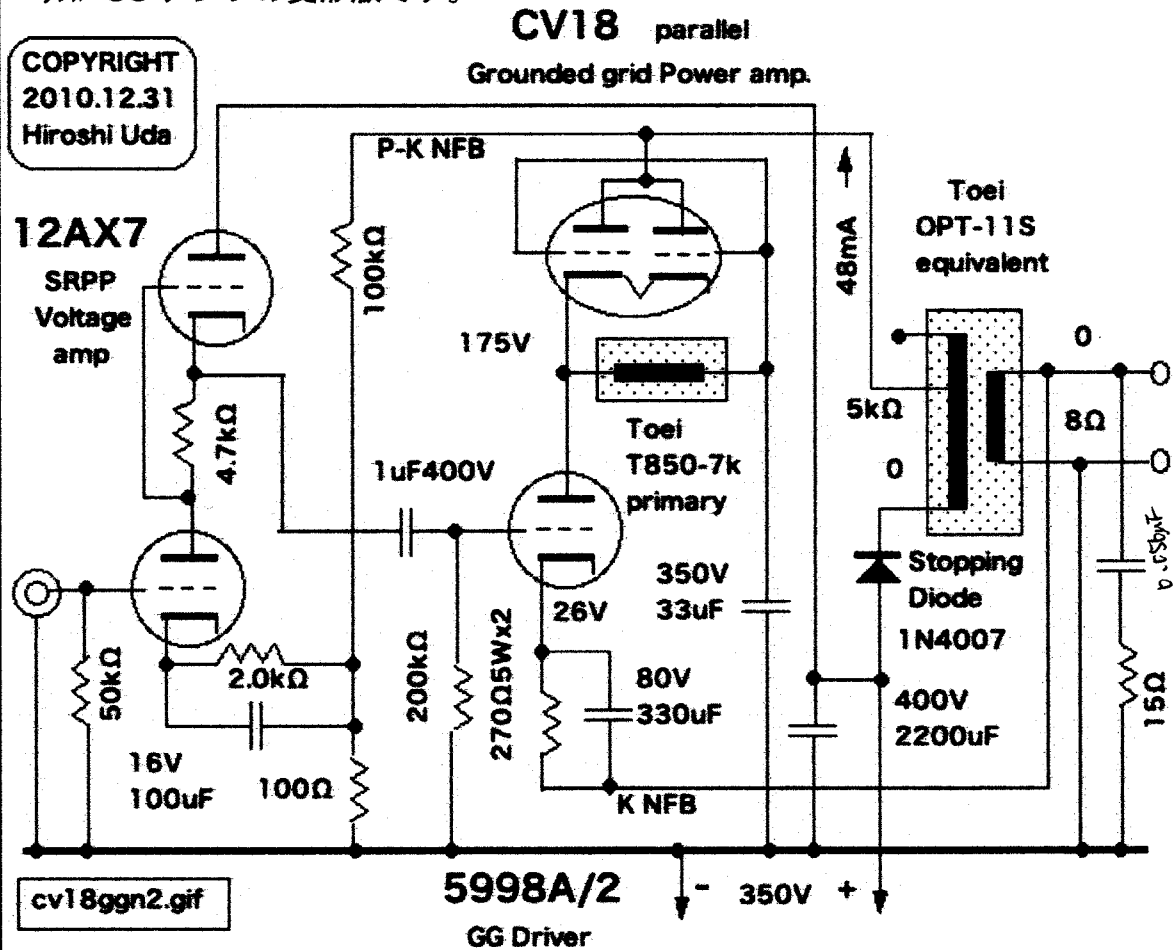 CV18 parallel
Grounded grid Power amp.
COPYRIGHT
2010.12.31
Hiroshi Uda
P-K NFB
12AX7
SRPP
Voltage
amp
100kΩ
48mA
Toei
OPT-11S
equivalent
175V
0
5kΩ
8Ω
0
4.7kΩ
Toei
T850-7k
primary
1uF400V
Stopping
Diode
1N4007
350V
33uF
26V
50kΩ
2.0kΩ
200kΩ
270Ω5Wx2
80V
330uF
400V
2200uF
15Ω
16V
100uF
100Ω
K NFB
cv18ggn2.gif
5998A/2
GG Driver
- 350V +